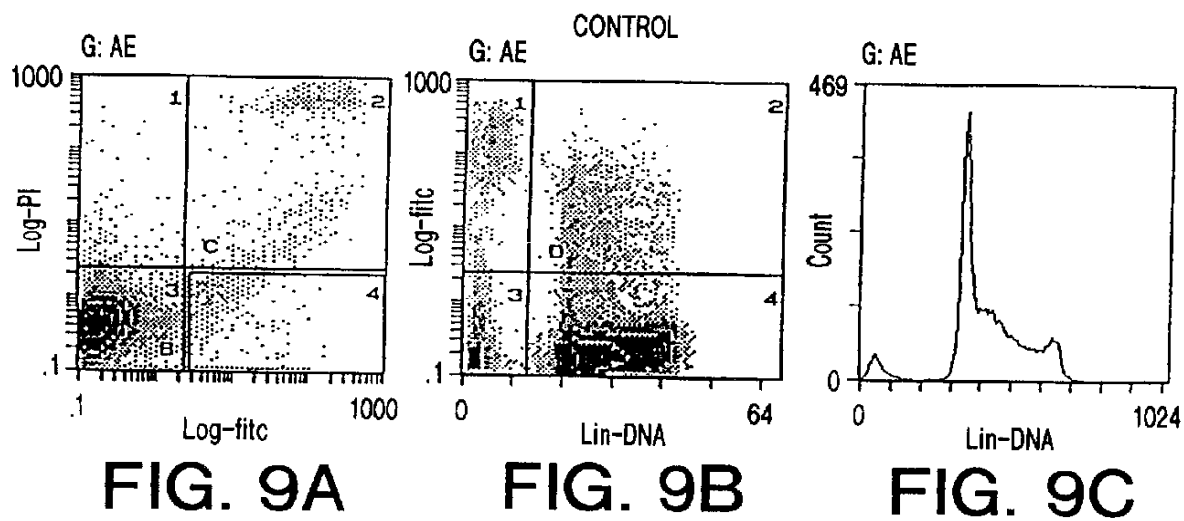 CONTROL
G: AE
1000
1
2
Log-PI
C
3
4
B
.1
.1
1000
Log-fitc
FIG. 9A
G: AE
1000
1
2
Log-fitc
D
3
4
.1
0
64
Lin-DNA
FIG. 9B
G: AE
469
Count
0
0
1024
Lin-DNA
FIG. 9C